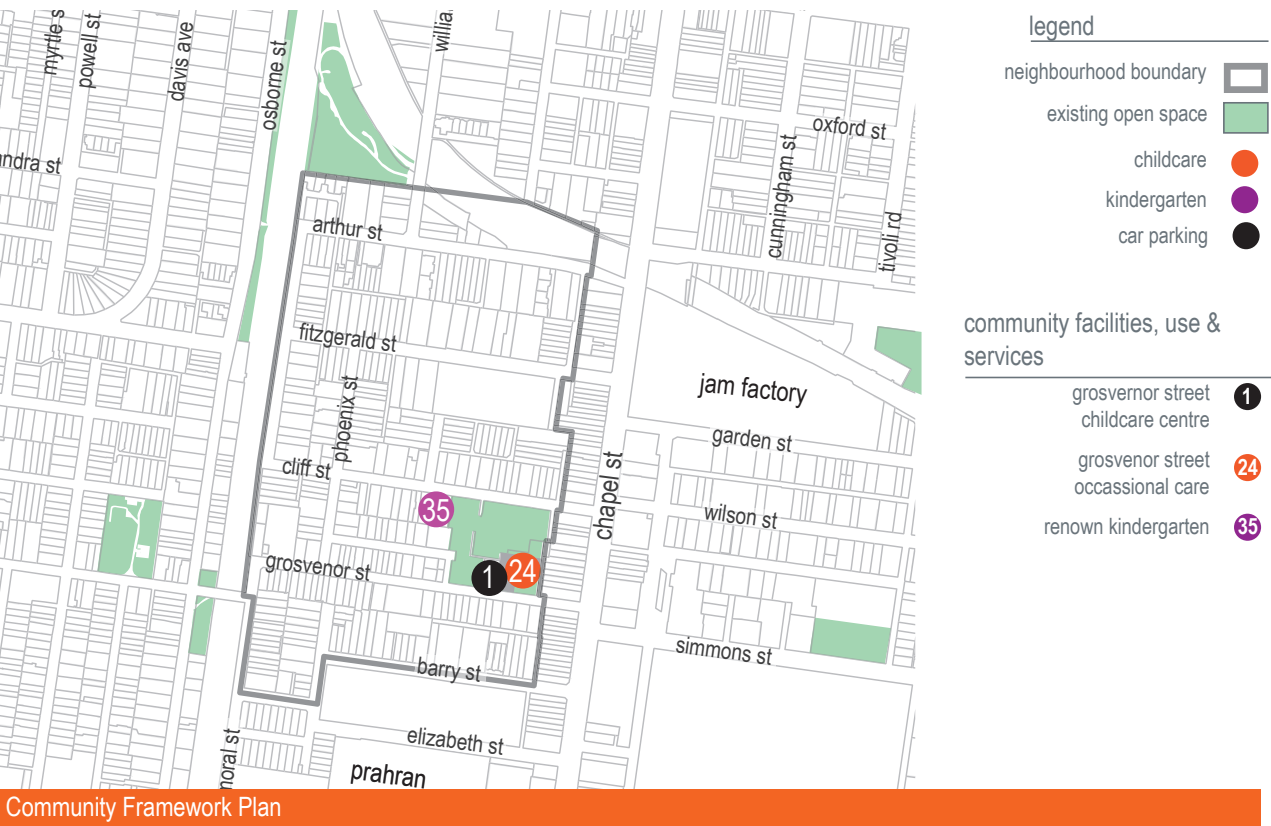 myrtle s
powell st
davis ave
osborne st
willia
oxford st
cunningham st
tivoli rd
ndra st
arthur st
fitzgerald st
phoenix st
cliff st
jam factory
garden st
chapel st
wilson st
35
grosvenor st
1
24
simmons st
barry st
elizabeth st
moral st
prahran
legend
neighbourhood boundary
existing open space
childcare
kindergarten
car parking
community facilities, use &
services
grosvernor street 1
childcare centre
grosvenor street 24
occassional care
renown kindergarten 35
Community Framework Plan